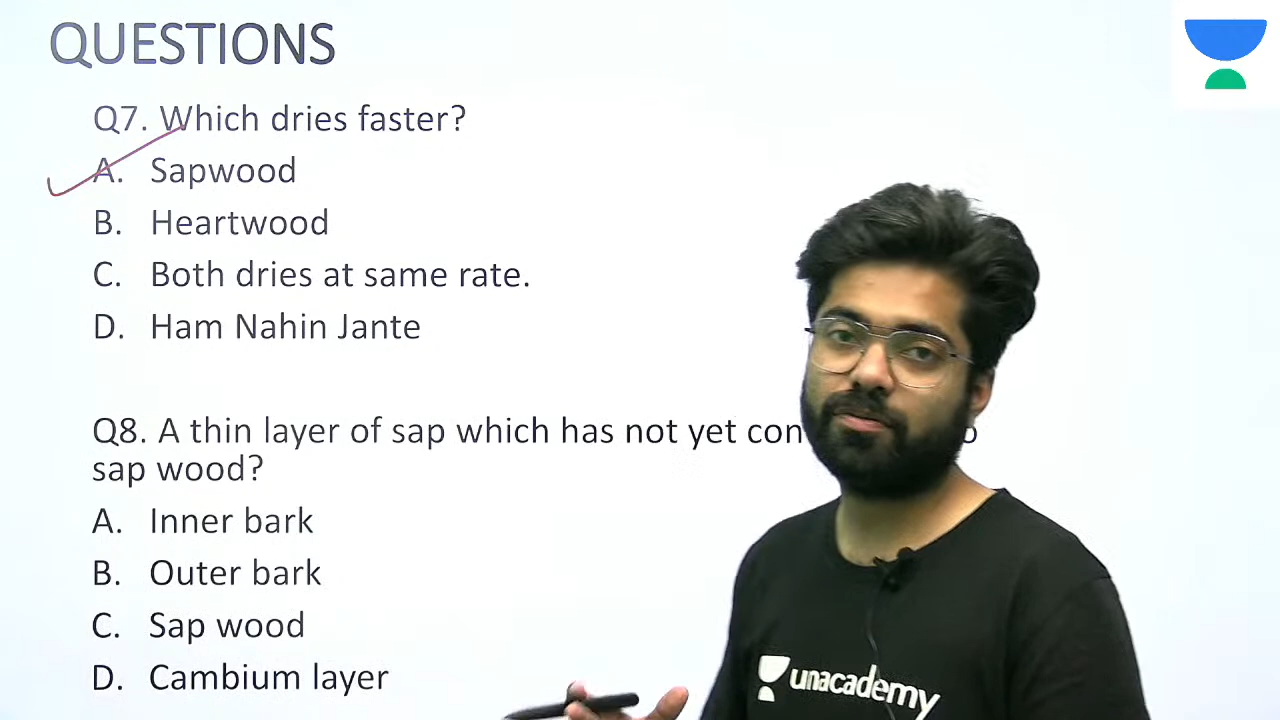 QUESTIONS
Q7. Which dries faster?
A. Sapwood
B. Heartwood
C. Both dries at same rate.
D. Ham Nahin Jante
Q8. A thin layer of sap which has not yet con
sap wood?
A. Inner bark
B. Outer bark
C. Sap wood
D. Cambium layer
unacademy